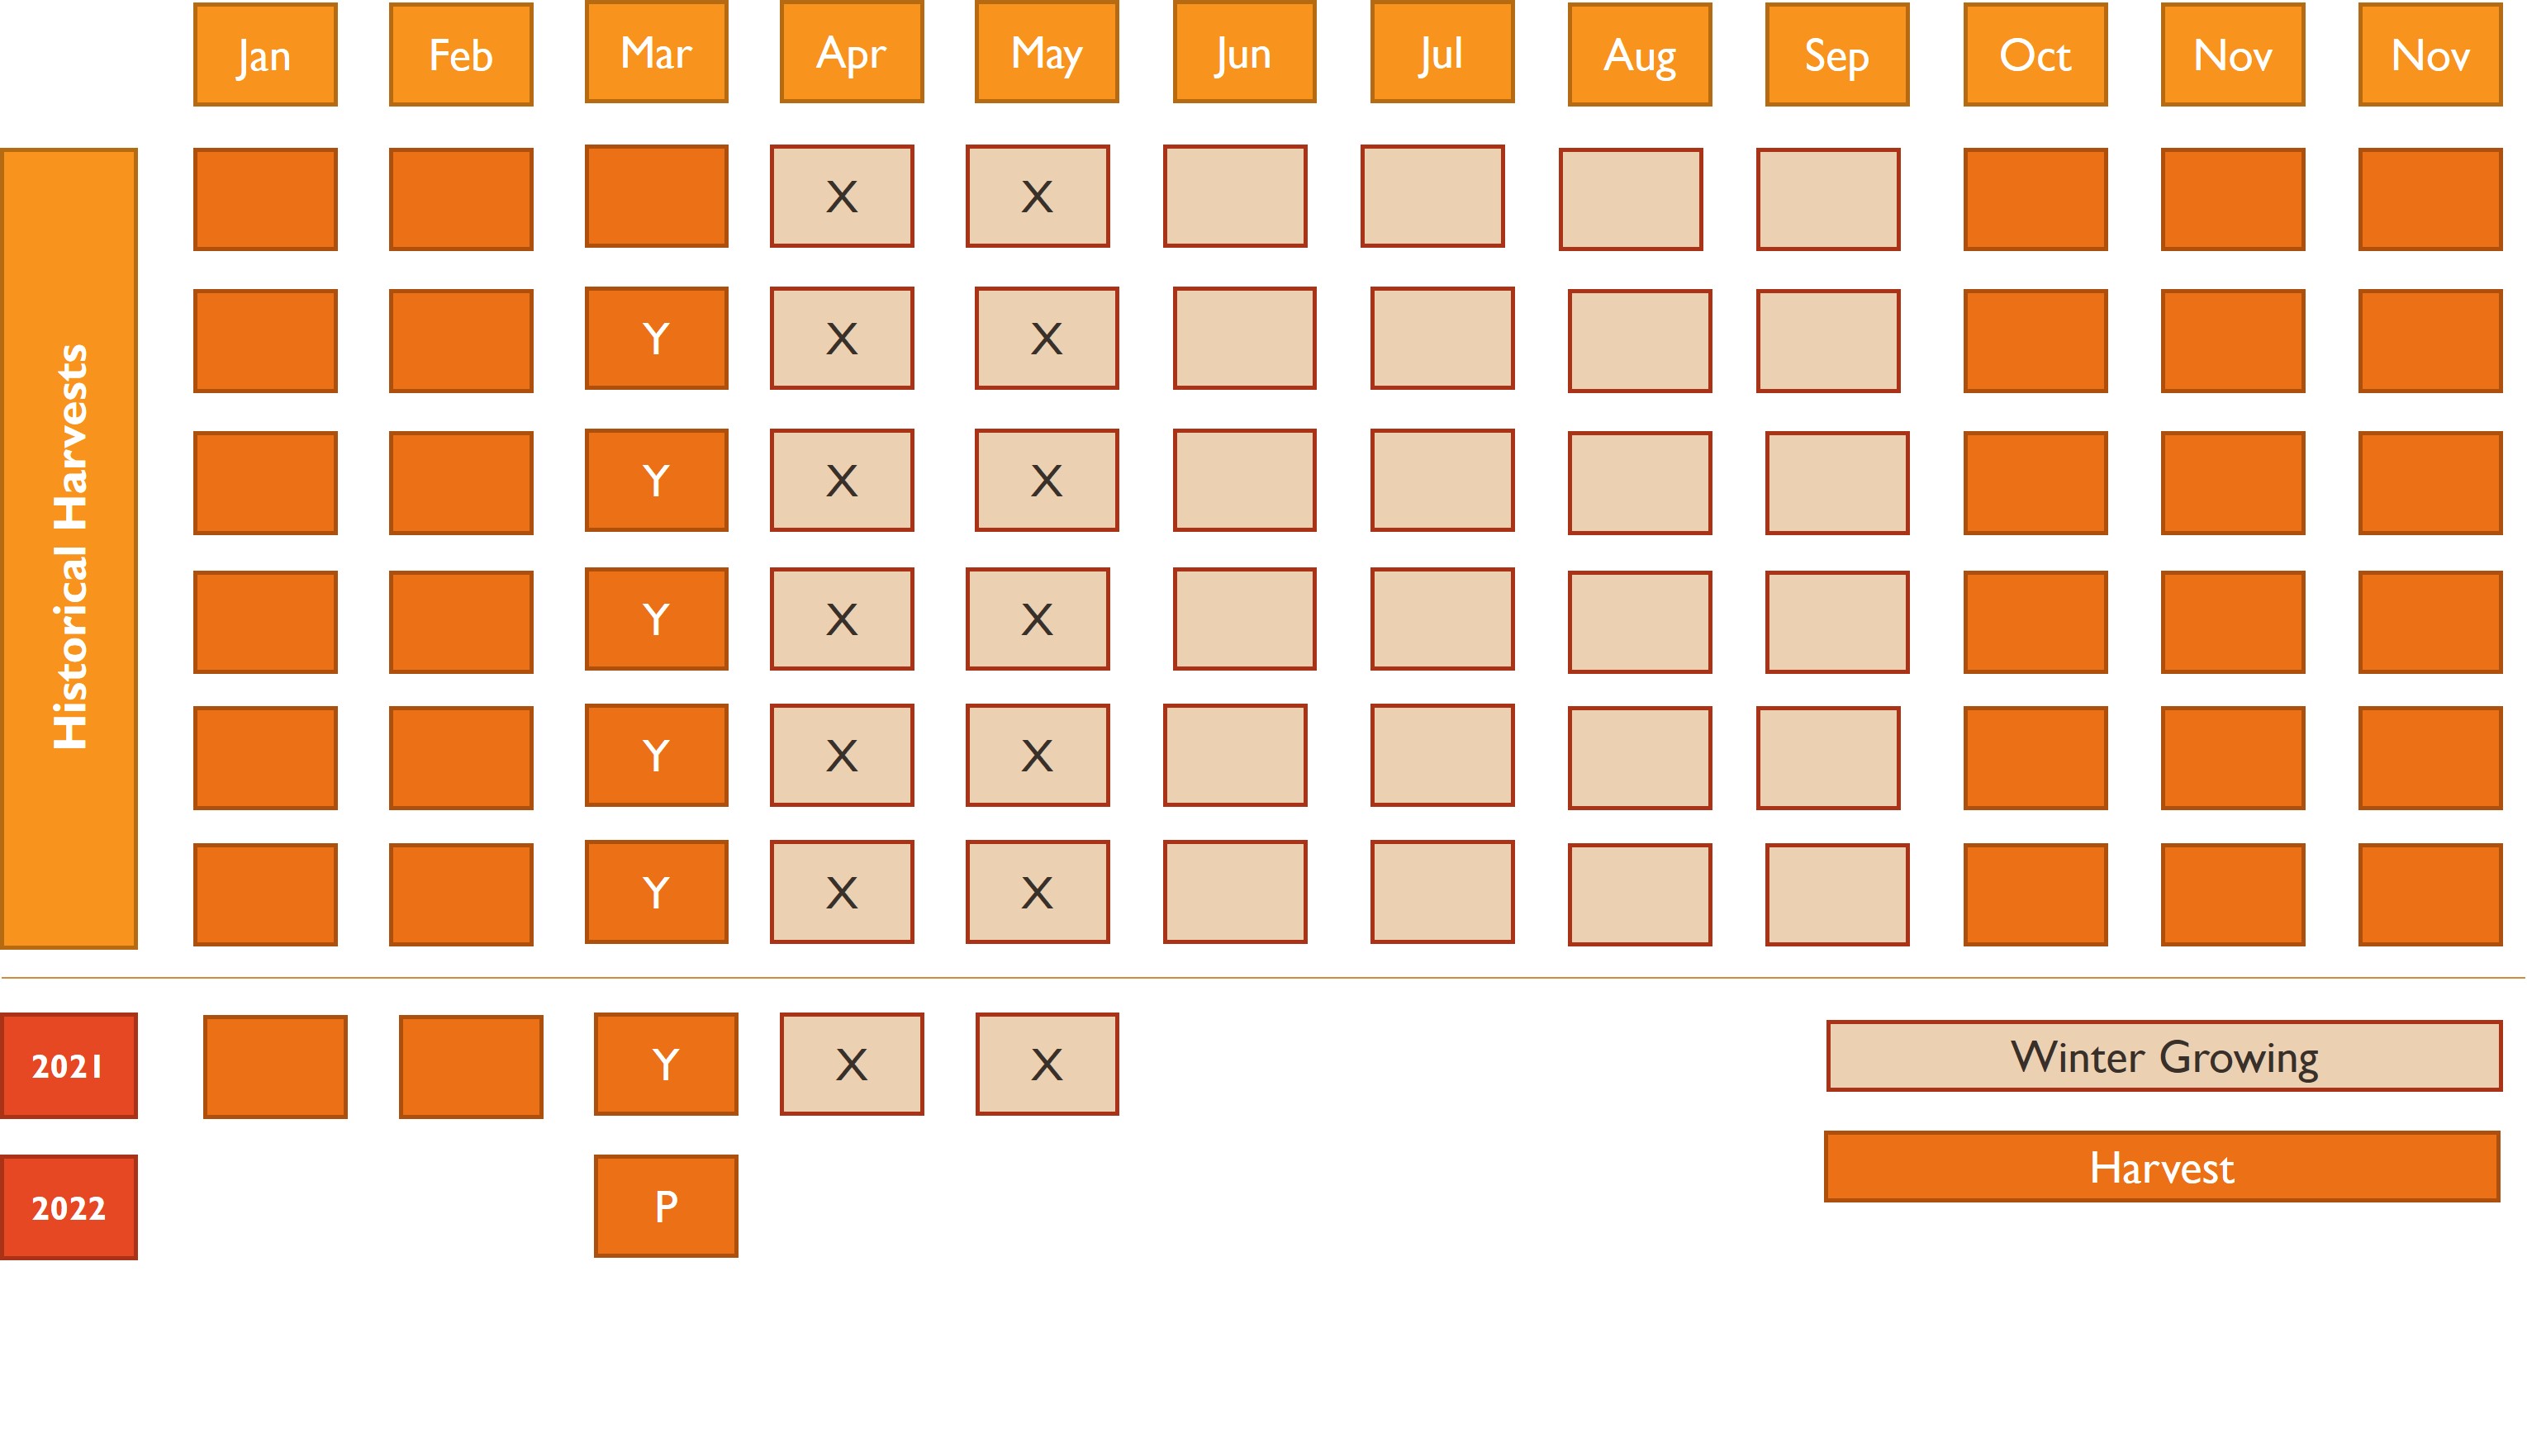 Jan Feb Mar Apr May Jun Jul Aug Sep Oct Nov Nov
Historical Harvests
X X
Y X X
Y X X
Y X X
Y X X
Y X X
2021 Y X X
Winter Growing
2022 P
Harvest